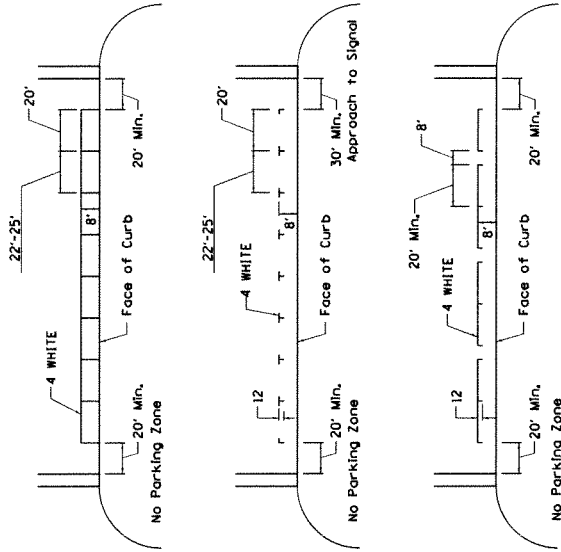 22'-25'
20'
4 WHITE
8'
Face of Curb
20' Min.
20' Min.
No Parking Zone
22'-25'
20'
4 WHITE
12
8'
Face of Curb
20' Min.
30' Min.
No Parking Zone
Approach to Signal
20' Min.
8'
4 WHITE
12
8'
Face of Curb
20' Min.
20' Min.
No Parking Zone